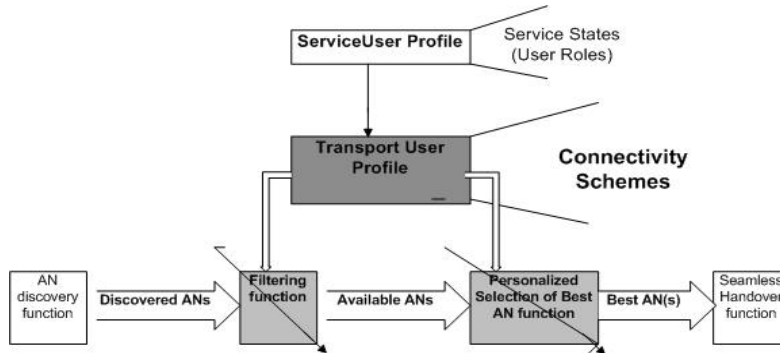 ServiceUser Profile
Service States
(User Roles)
Transport User
Profile
Connectivity
Schemes
AN
discovery
function
Discovered ANs
Filtering
function
Available ANs
Personalized
Selection of Best
AN function
Best AN(s)
Seamless
Handover
function